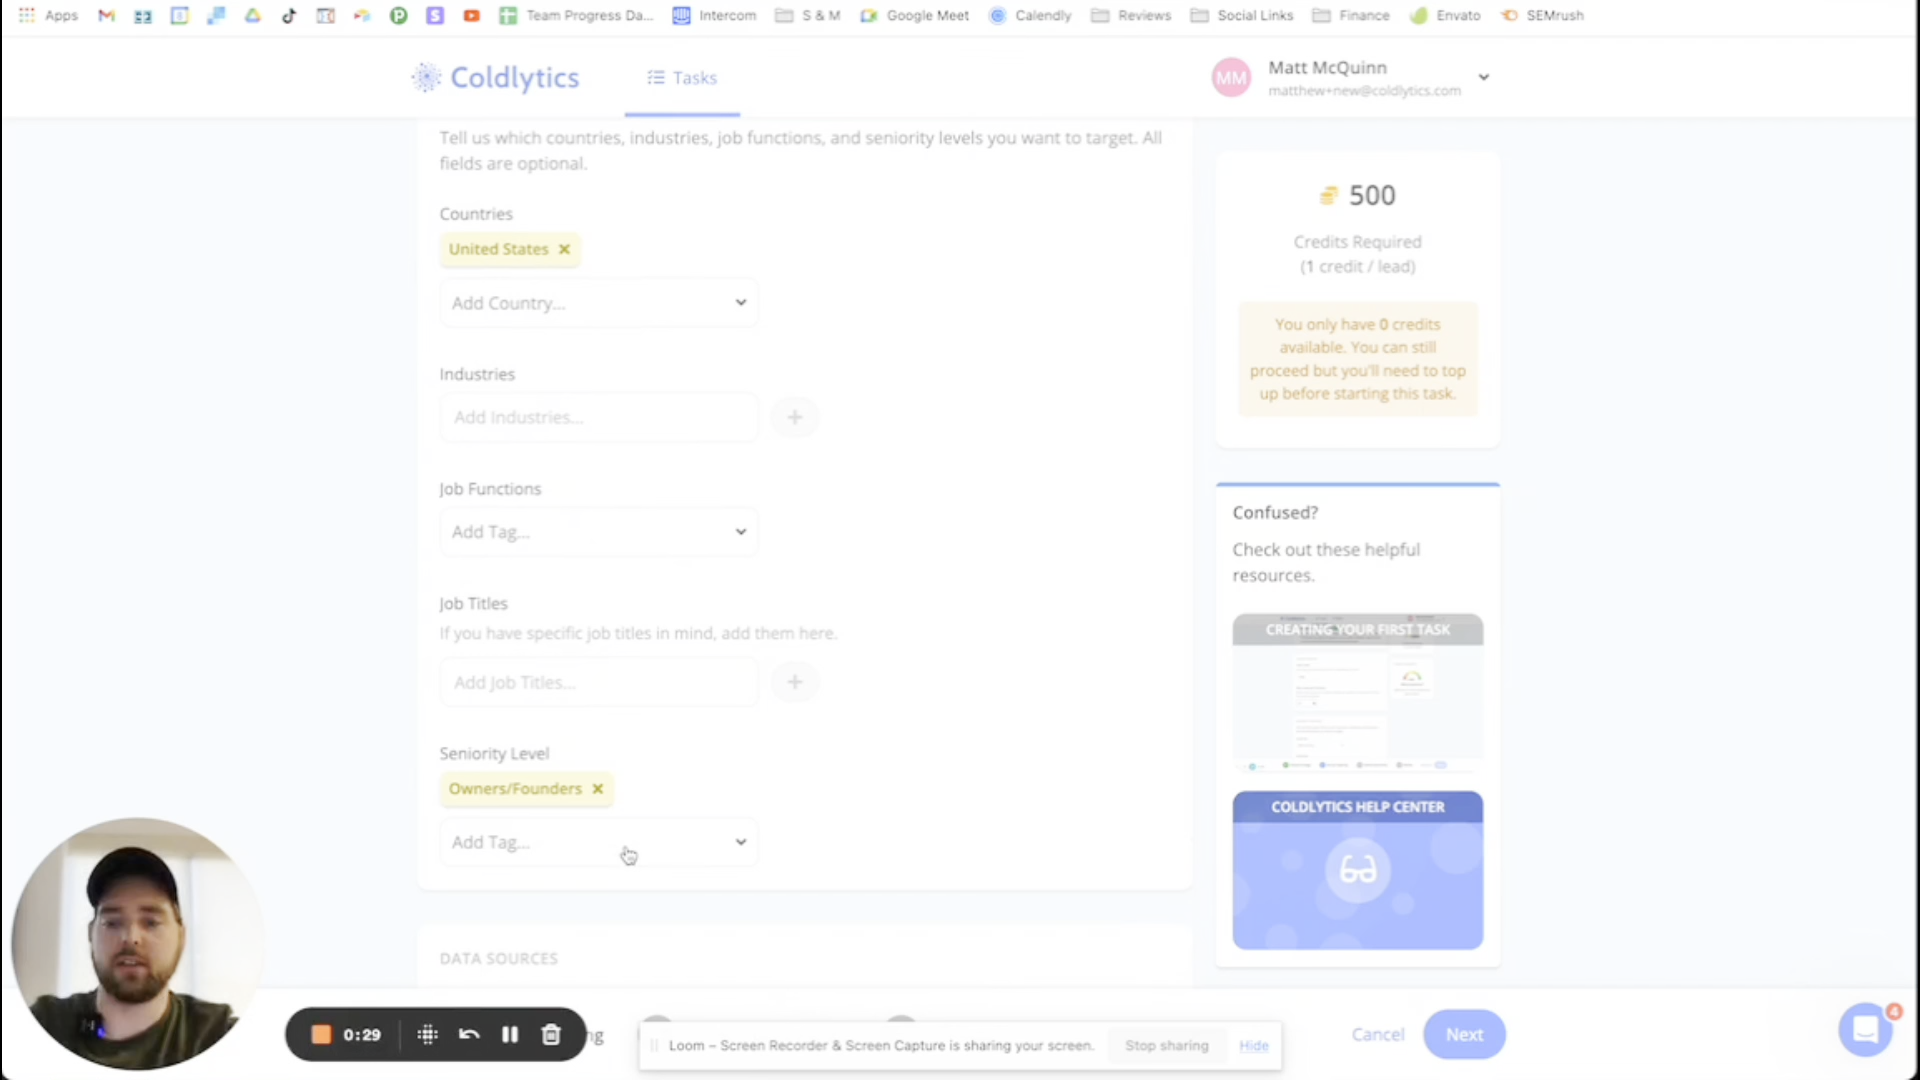 Apps
Team Progress Da...
Intercom
S & M
Google Meet
Calendly
Reviews
Social Links
Finance
Envato
SEMrush
Coldlytics
Tasks
MM
Matt McQuinn
matthew+new@coldlytics.com
Tell us which countries, industries, job functions, and seniority levels you want to target. All
fields are optional.
Countries
United States ×
Add Country...
Industries
Add Industries...
+
Job Functions
Add Tag...
Job Titles
If you have specific job titles in mind, add them here.
Add Job Titles...
+
Seniority Level
Owners/Founders ×
Add Tag...
DATA SOURCES
500
Credits Required
(1 credit / lead)
You only have 0 credits
available. You can still
proceed but you'll need to top
up before starting this task.
Confused?
Check out these helpful
resources.
CREATING YOUR FIRST TASK
COLDLYTICS HELP CENTER
0:29
ng
Loom – Screen Recorder & Screen Capture is sharing your screen.
Stop sharing
Hide
Cancel
Next
4